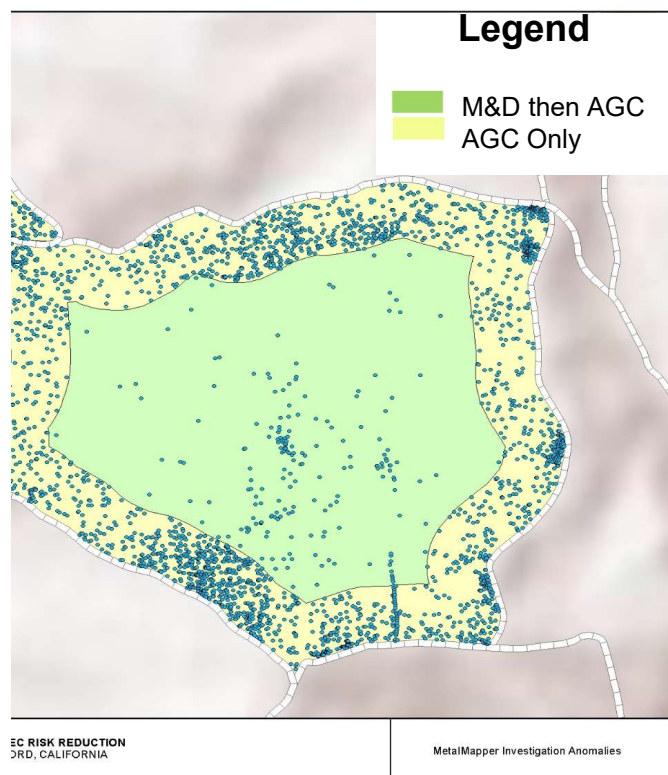 Legend
M&D then AGC
AGC Only
EC RISK REDUCTION
ORD, CALIFORNIA
MetalMapper Investigation Anomalies